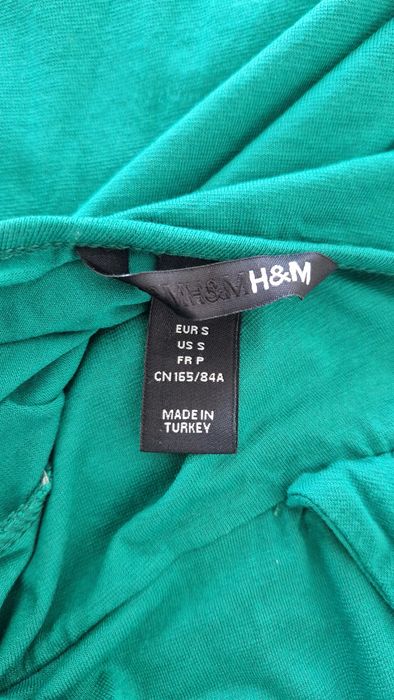 H&M H&M
EUR S
US S
FR P
CN 165/84A
MADE IN
TURKEY